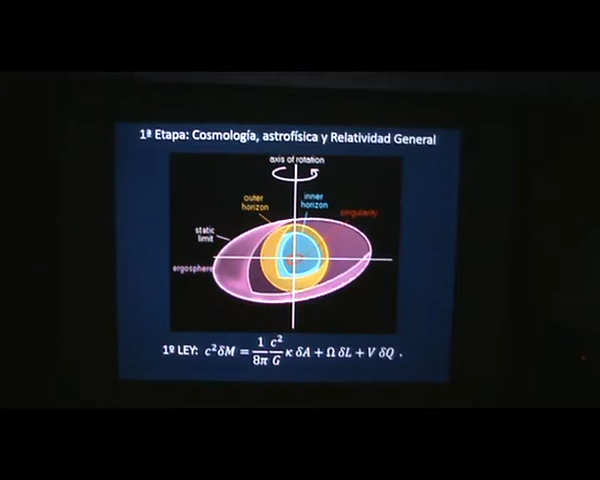 1ª Etapa: Cosmología, astrofísica y Relatividad General
axis of rotation
outer
horizon
inner
horizon
singularity
static
limit
ergosphere
1º LEY: c²δM = 1/8π c²/G κ δA + Ω δL + V δQ .